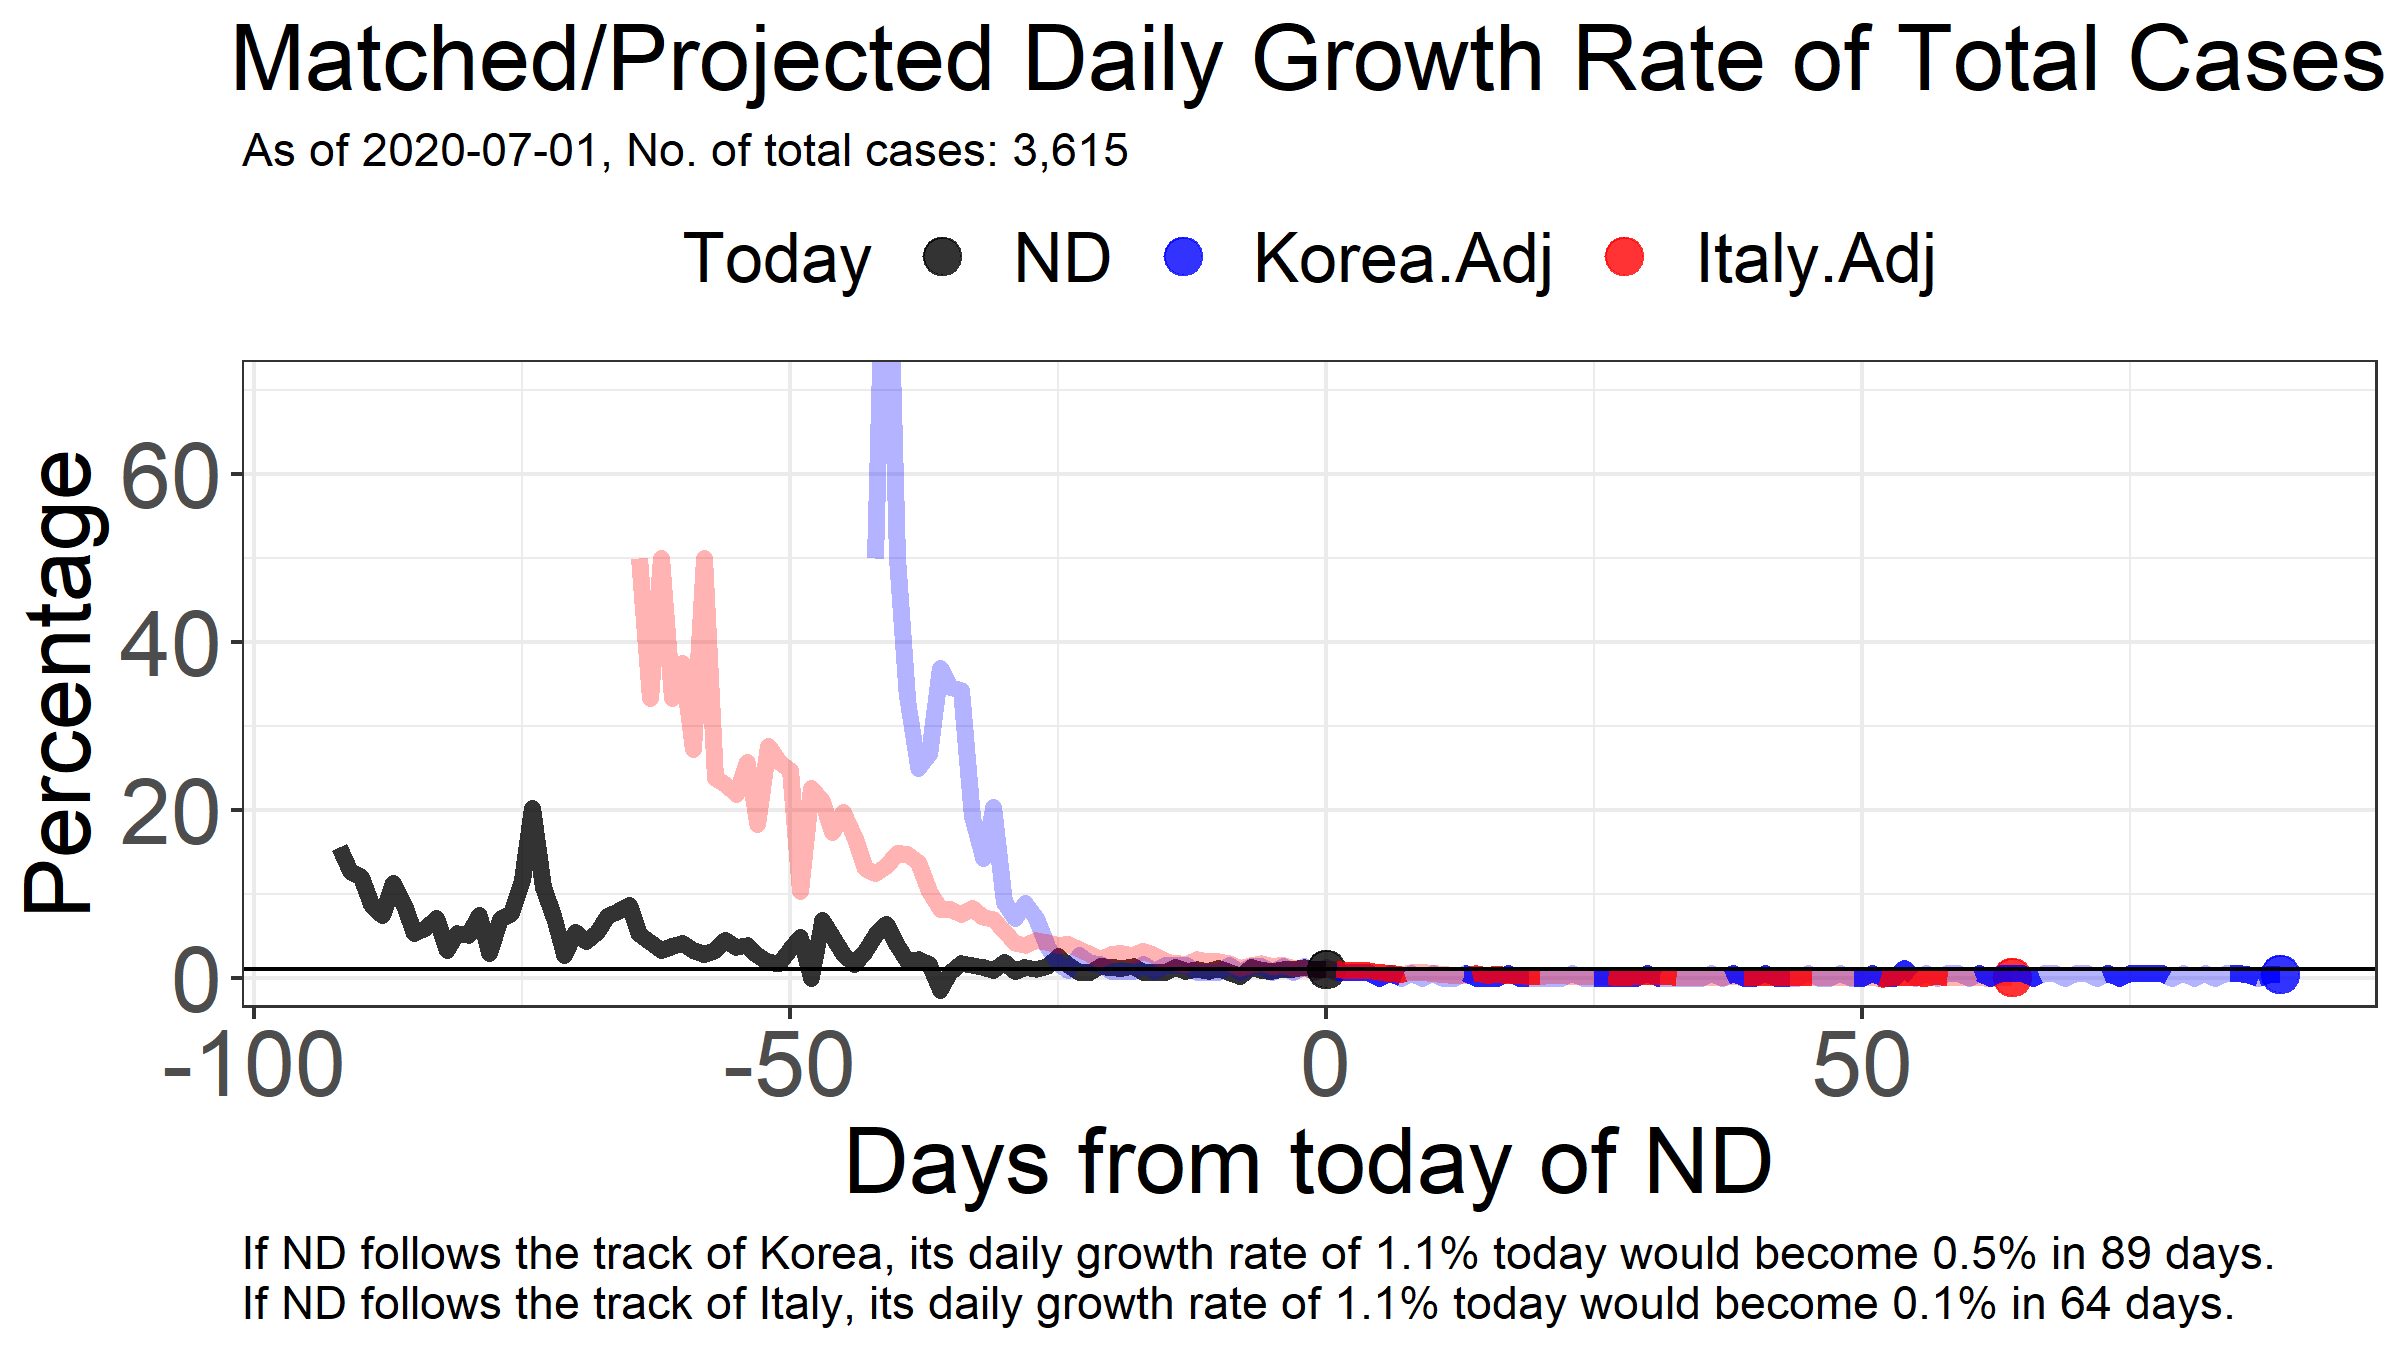 Matched/Projected Daily Growth Rate of Total Cases
As of 2020-07-01, No. of total cases: 3,615
Today ND Korea.Adj Italy.Adj
Percentage
60
40
20
0
-100 -50 0 50
Days from today of ND
If ND follows the track of Korea, its daily growth rate of 1.1% today would become 0.5% in 89 days.
If ND follows the track of Italy, its daily growth rate of 1.1% today would become 0.1% in 64 days.